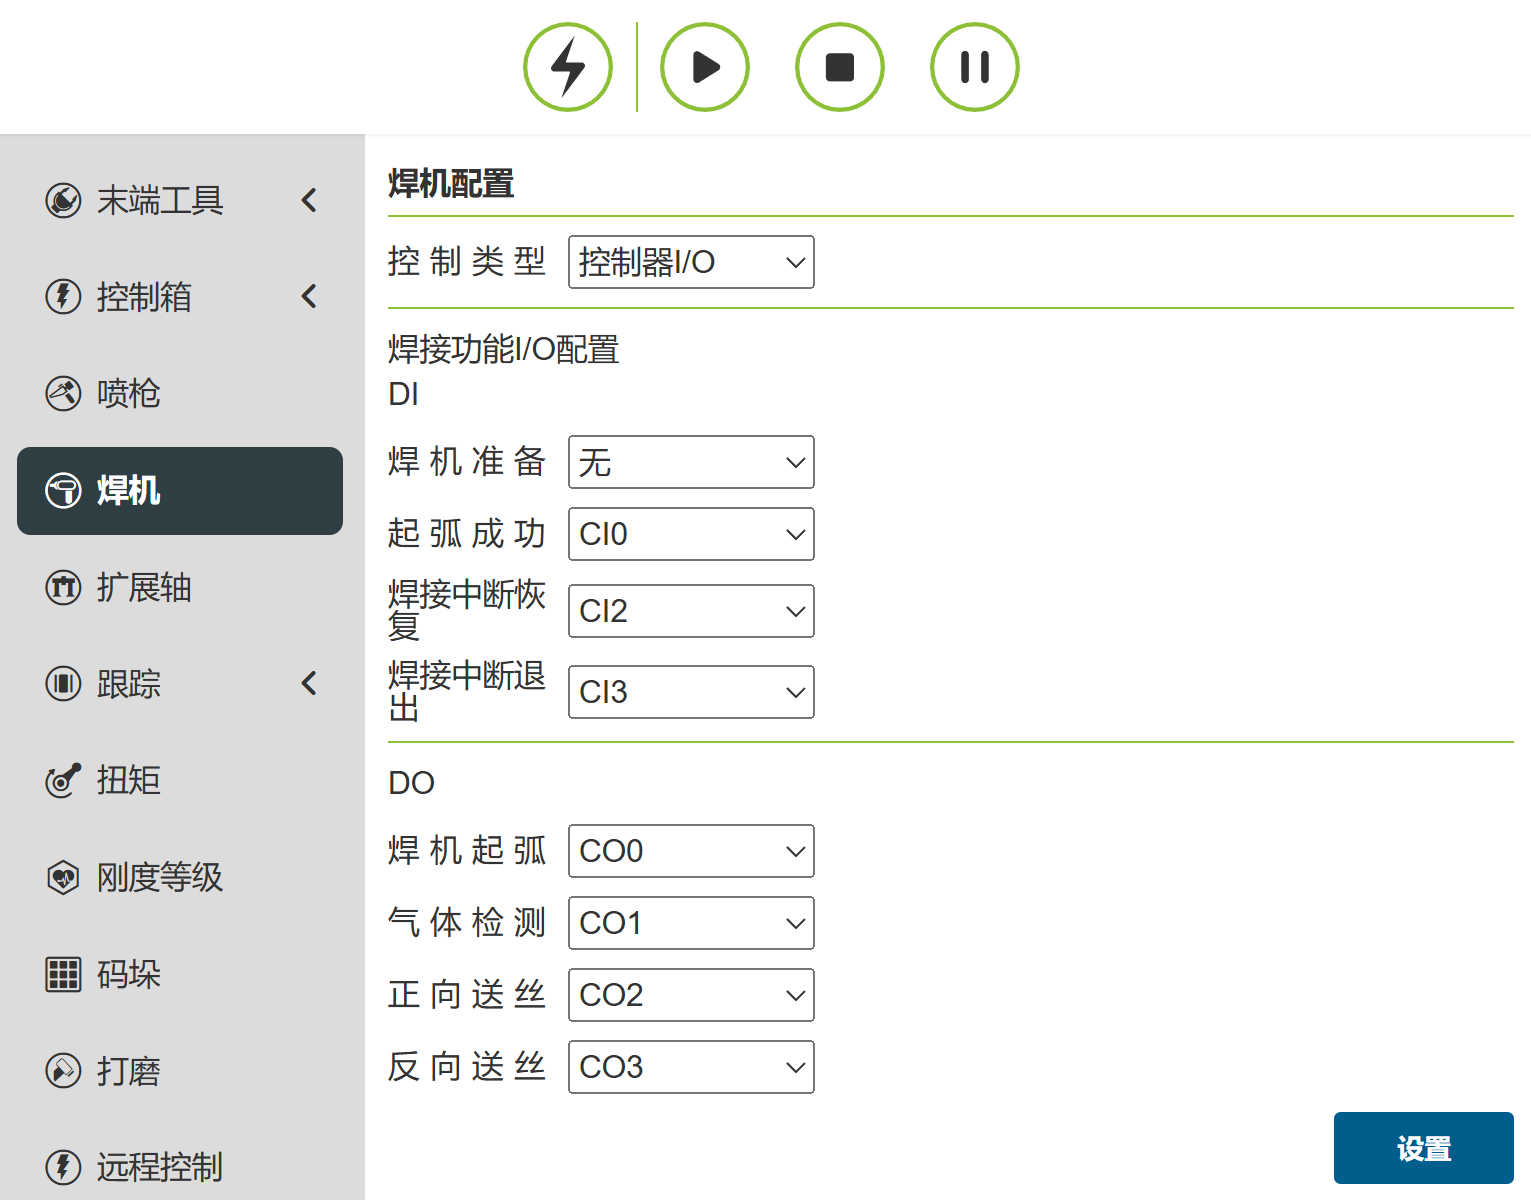 末端工具
控制箱
喷枪
焊机
扩展轴
跟踪
扭矩
刚度等级
码垛
打磨
远程控制
焊机配置
控制类型 控制器I/O
焊接功能I/O配置
DI
焊机准备 无
起弧成功 CI0
焊接中断恢
复 CI2
焊接中断退
出 CI3
DO
焊机起弧 CO0
气体检测 CO1
正向送丝 CO2
反向送丝 CO3
设置